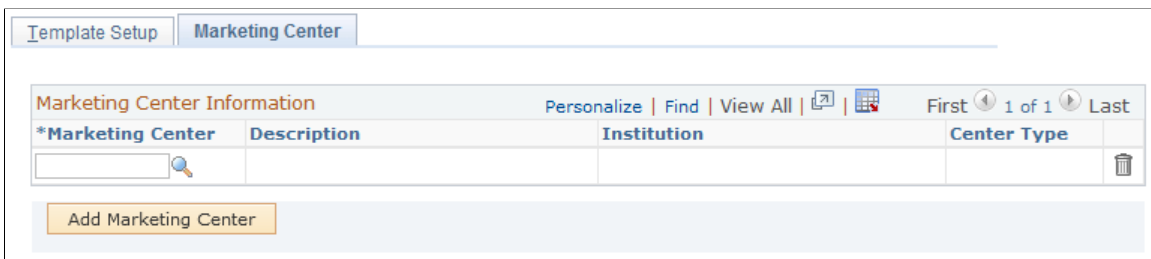 Template Setup Marketing Center
Marketing Center Information Personalize | Find | View All | | First 1 of 1 Last
*Marketing Center Description Institution Center Type
Add Marketing Center